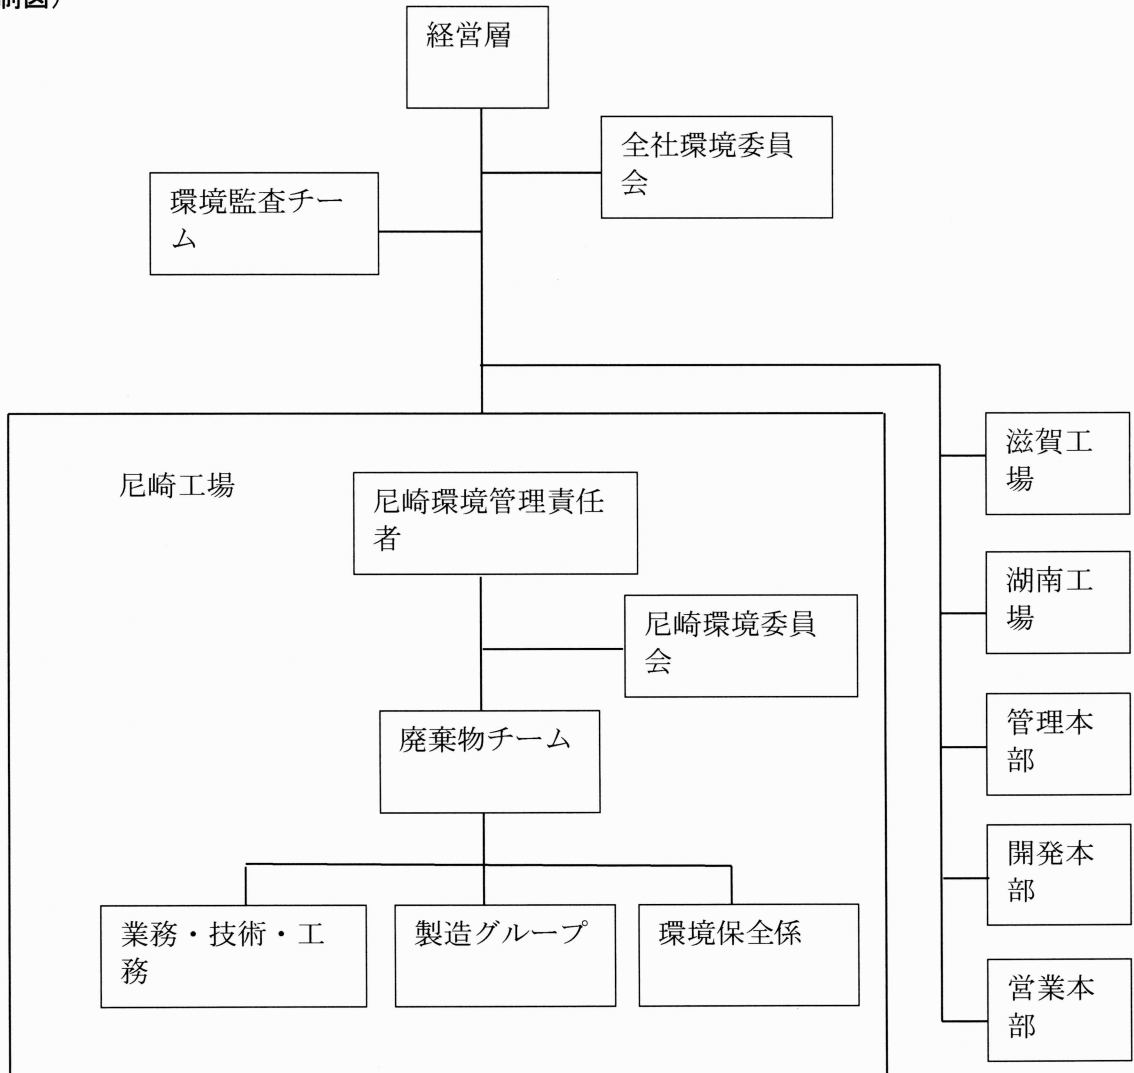 制図）
経営層
全社環境委員
会
環境監査チー
ム
尼崎工場
尼崎環境管理責任
者
尼崎環境委員
会
廃棄物チーム
業務・技術・工
務
製造グループ
環境保全係
滋賀工
場
湖南工
場
管理本
部
開発本
部
営業本
部